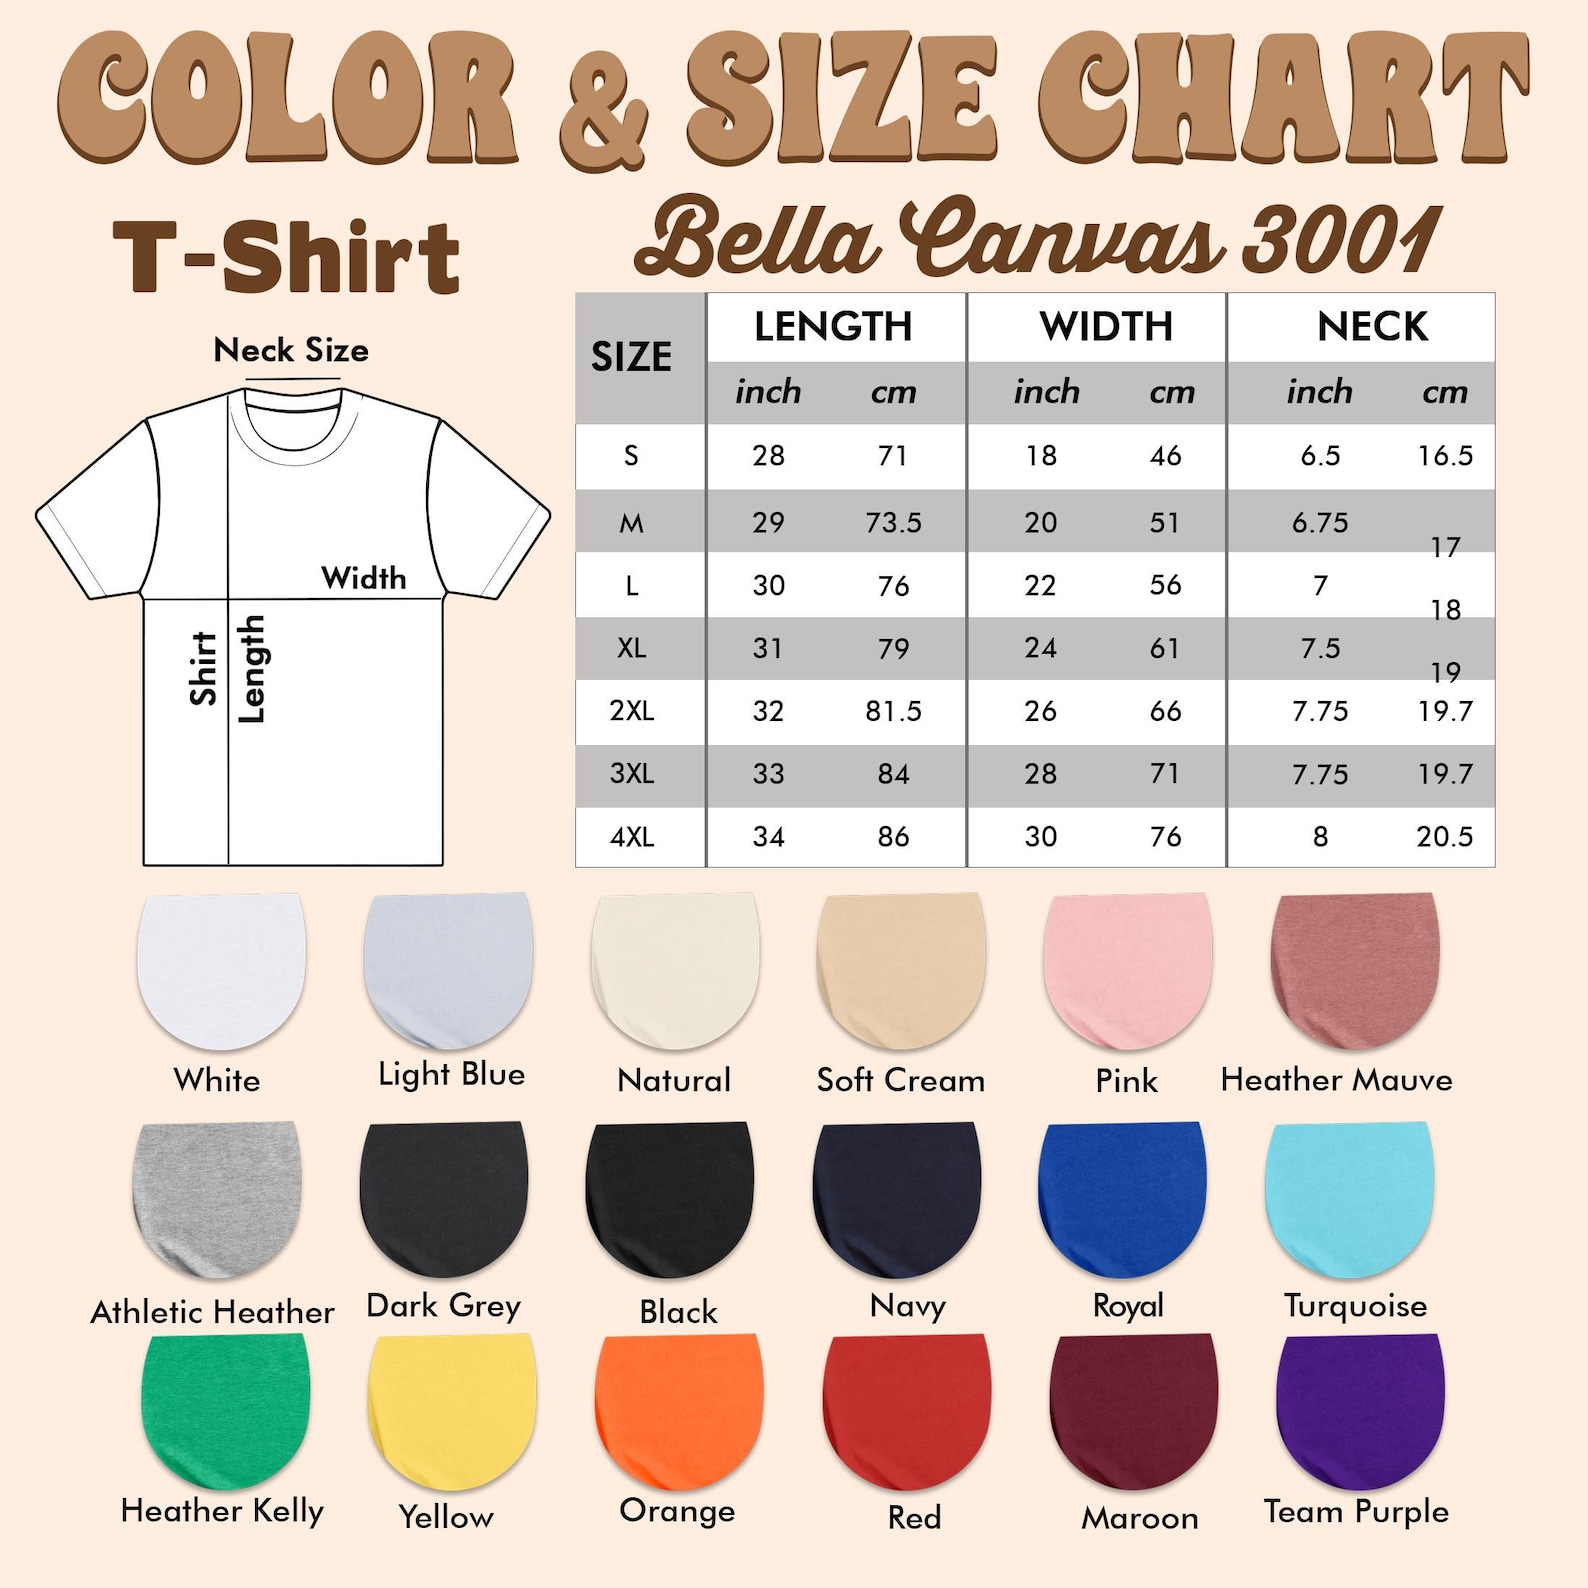 COLOR & SIZE CHART
T-Shirt
Bella Canvas 3001
Neck Size
Width
Shirt
Length
SIZE LENGTH WIDTH NECK
inch cm inch cm inch cm
S 28 71 18 46 6.5 16.5
M 29 73.5 20 51 6.75 17
L 30 76 22 56 7 18
XL 31 79 24 61 7.5 19
2XL 32 81.5 26 66 7.75 19.7
3XL 33 84 28 71 7.75 19.7
4XL 34 86 30 76 8 20.5
White Light Blue Natural Soft Cream Pink Heather Mauve
Athletic Heather Dark Grey Black Navy Royal Turquoise
Heather Kelly Yellow Orange Red Maroon Team Purple